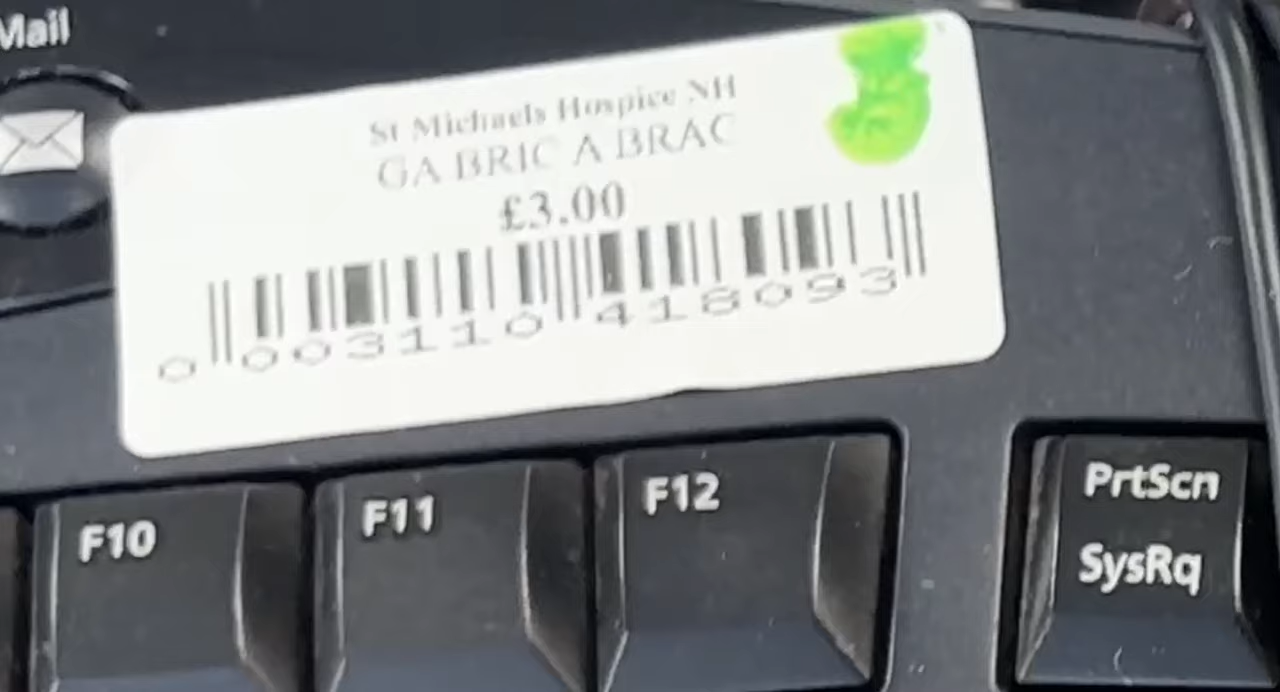 Mail
St Michaels Hospice NH
GA BRIC A BRAC
£3.00
0 003110 418093
F10
F11
F12
PrtScn
SysRq